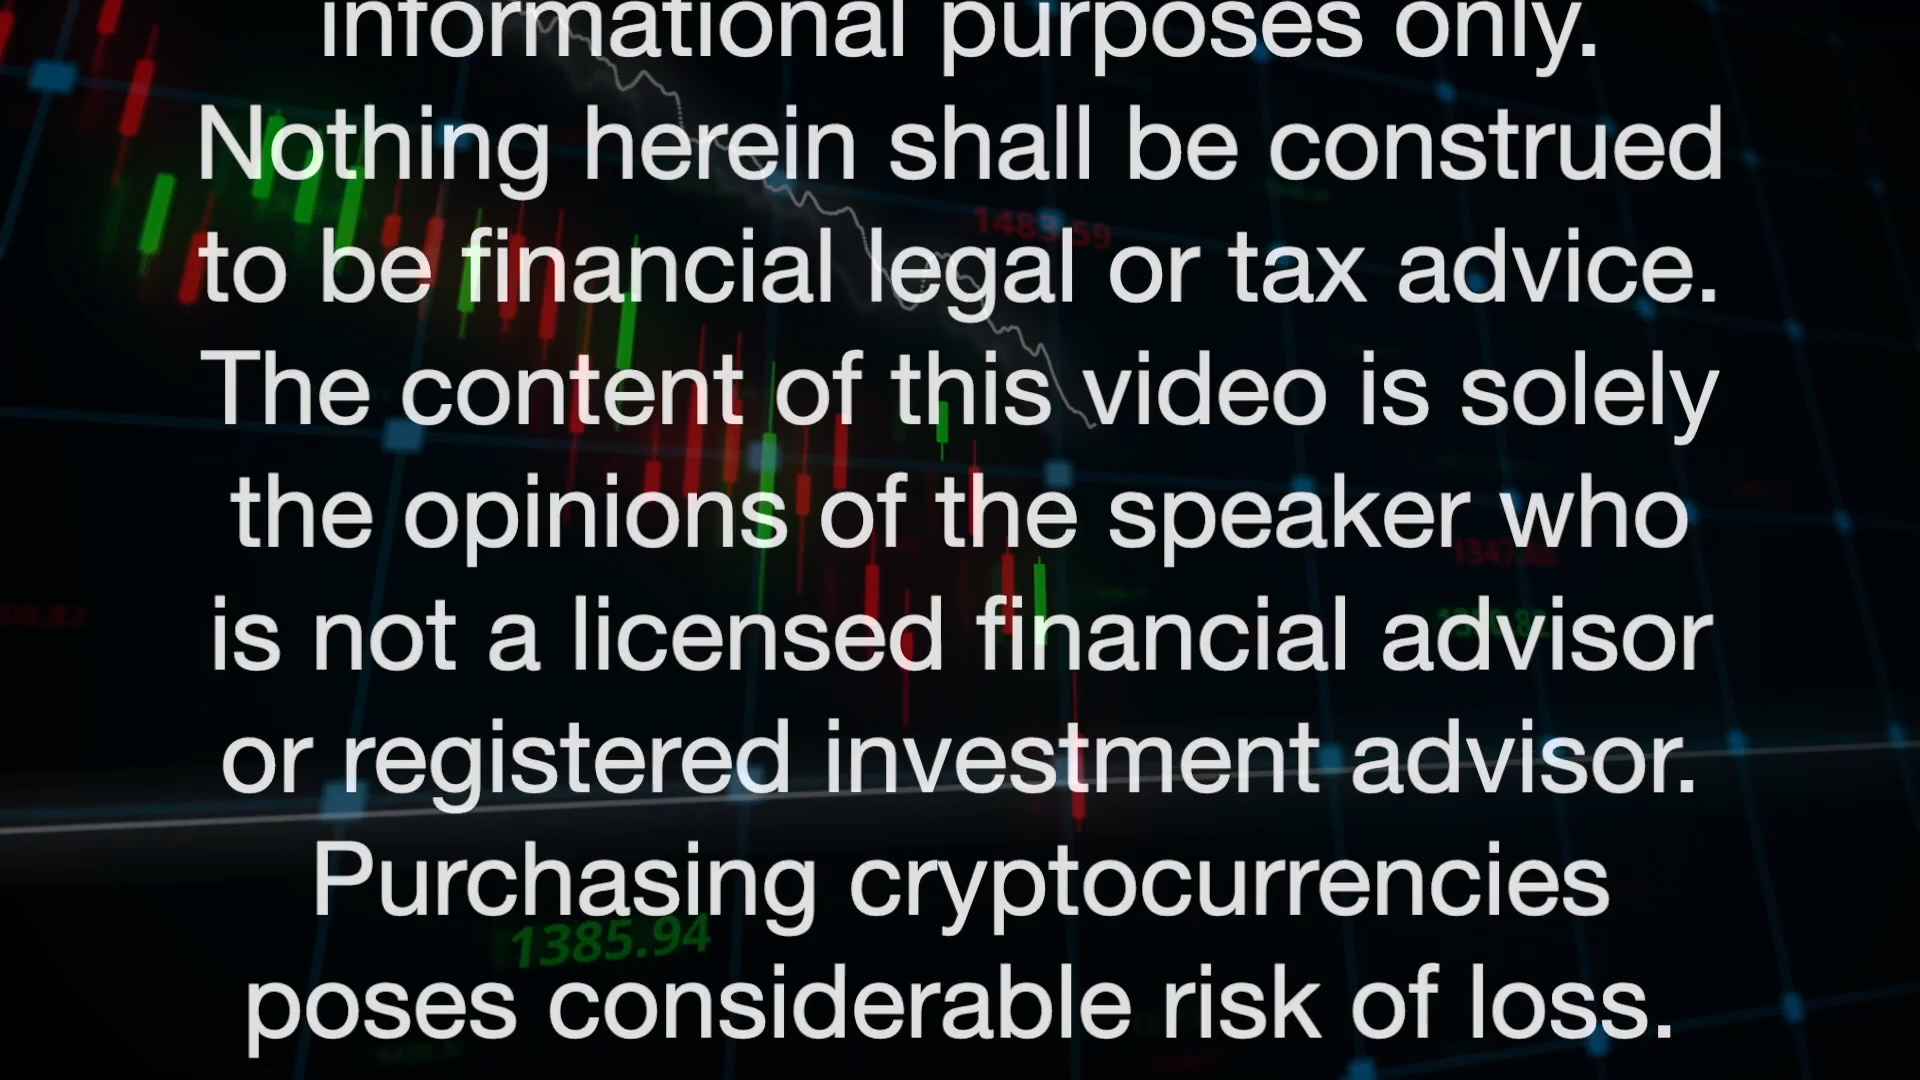 informational purposes only.
Nothing herein shall be construed
to be financial legal or tax advice.
The content of this video is solely
the opinions of the speaker who
is not a licensed financial advisor
or registered investment advisor.
Purchasing cryptocurrencies
poses considerable risk of loss.
1483.59
1385.94